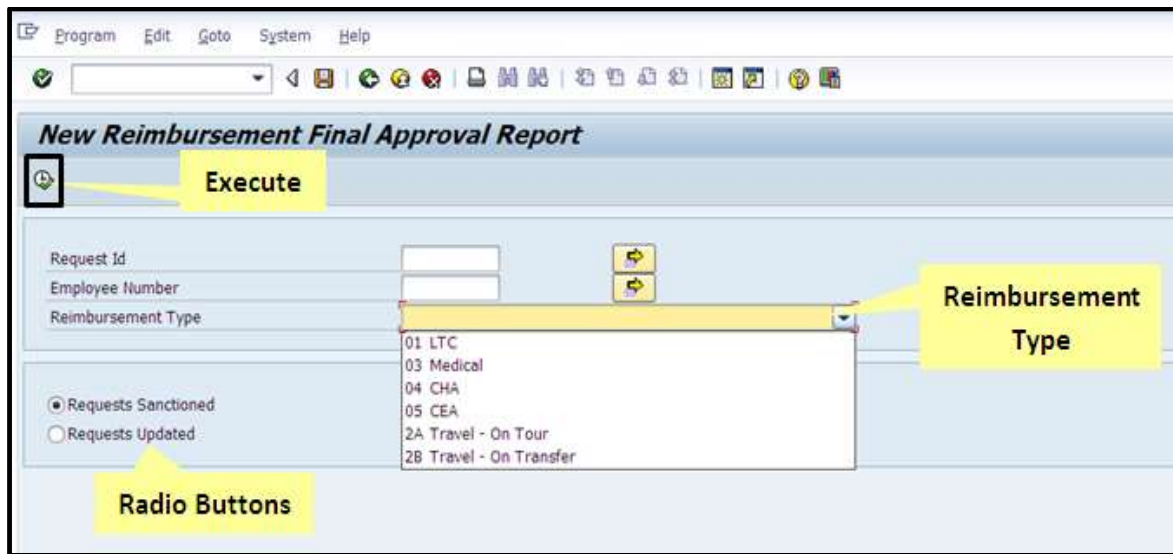 Program Edit Goto System Help
New Reimbursement Final Approval Report
Execute
Request Id
Employee Number
Reimbursement Type
Reimbursement
Type
01 LTC
03 Medical
04 CHA
05 CEA
2A Travel - On Tour
2B Travel - On Transfer
Requests Sanctioned
Requests Updated
Radio Buttons